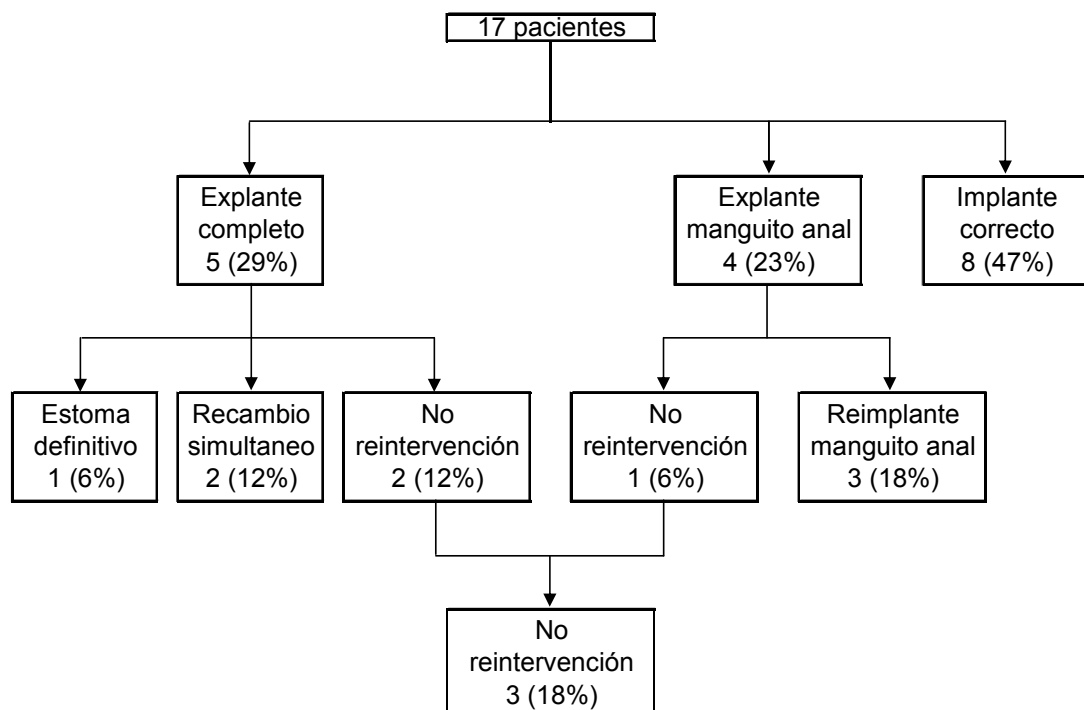 17 pacientes
Explante
completo
5 (29%)
Explante
manguito anal
4 (23%)
Implante
correcto
8 (47%)
Estoma
definitivo
1 (6%)
Recambio
simultaneo
2 (12%)
No
reintervención
2 (12%)
No
reintervención
1 (6%)
Reimplante
manguito anal
3 (18%)
No
reintervención
3 (18%)